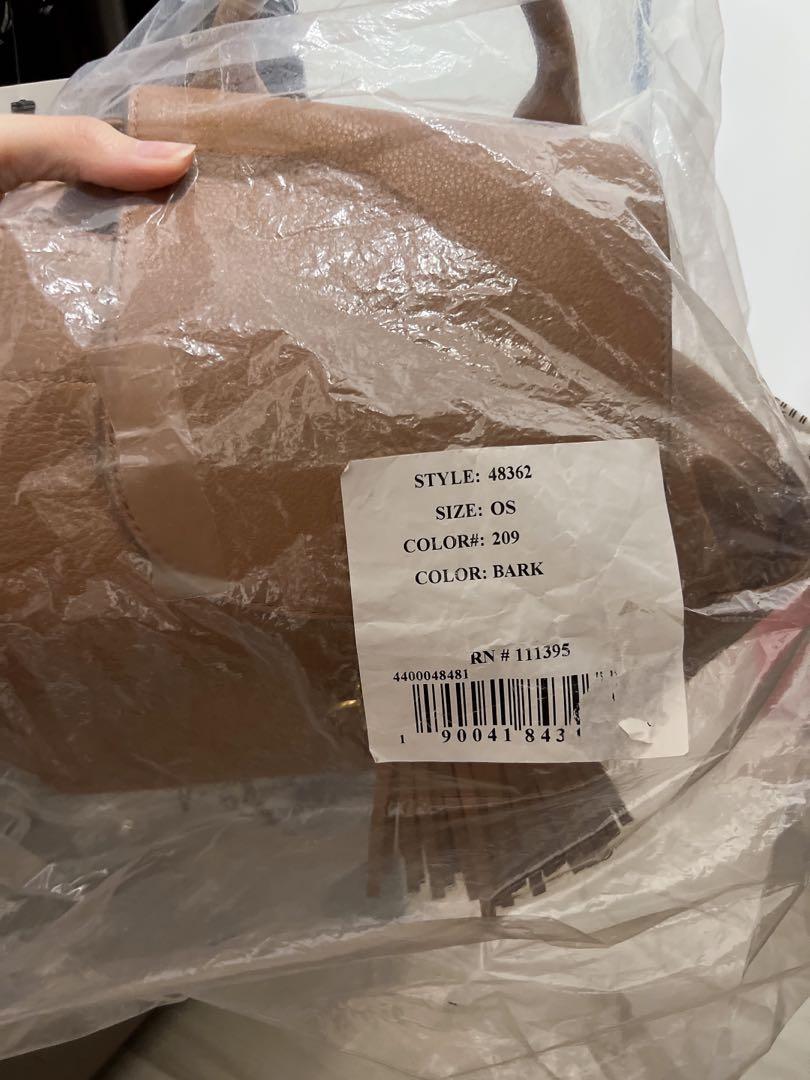 STYLE: 48362
SIZE: OS
COLOR#: 209
COLOR: BARK
RN # 111395
4400048481
1 90041 843